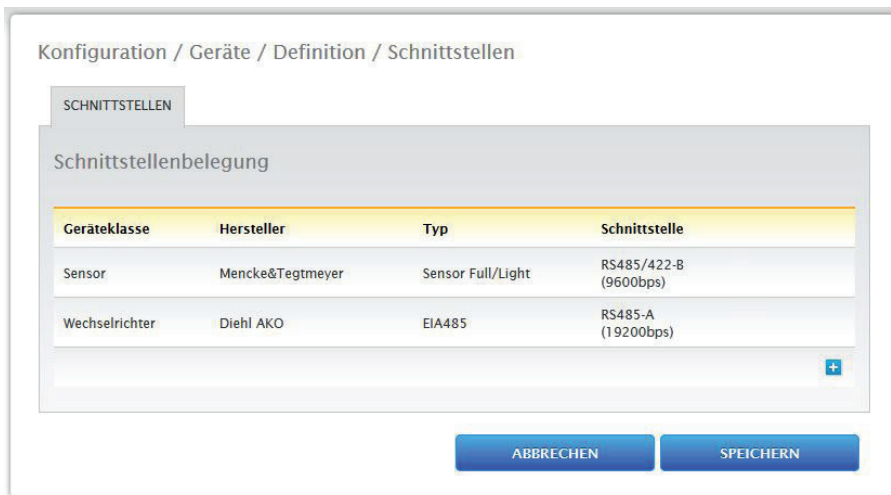 Konfiguration / Geräte / Definition / Schnittstellen
SCHNITTSTELLEN
Schnittstellenbelegung
Geräteklasse Hersteller Typ Schnittstelle
Sensor Mencke&Tegtmeyer Sensor Full/Light RS485/422-B
(9600bps)
Wechselrichter Diehl AKO EIA485 RS485-A
(19200bps)
+
ABBRECHEN SPEICHERN